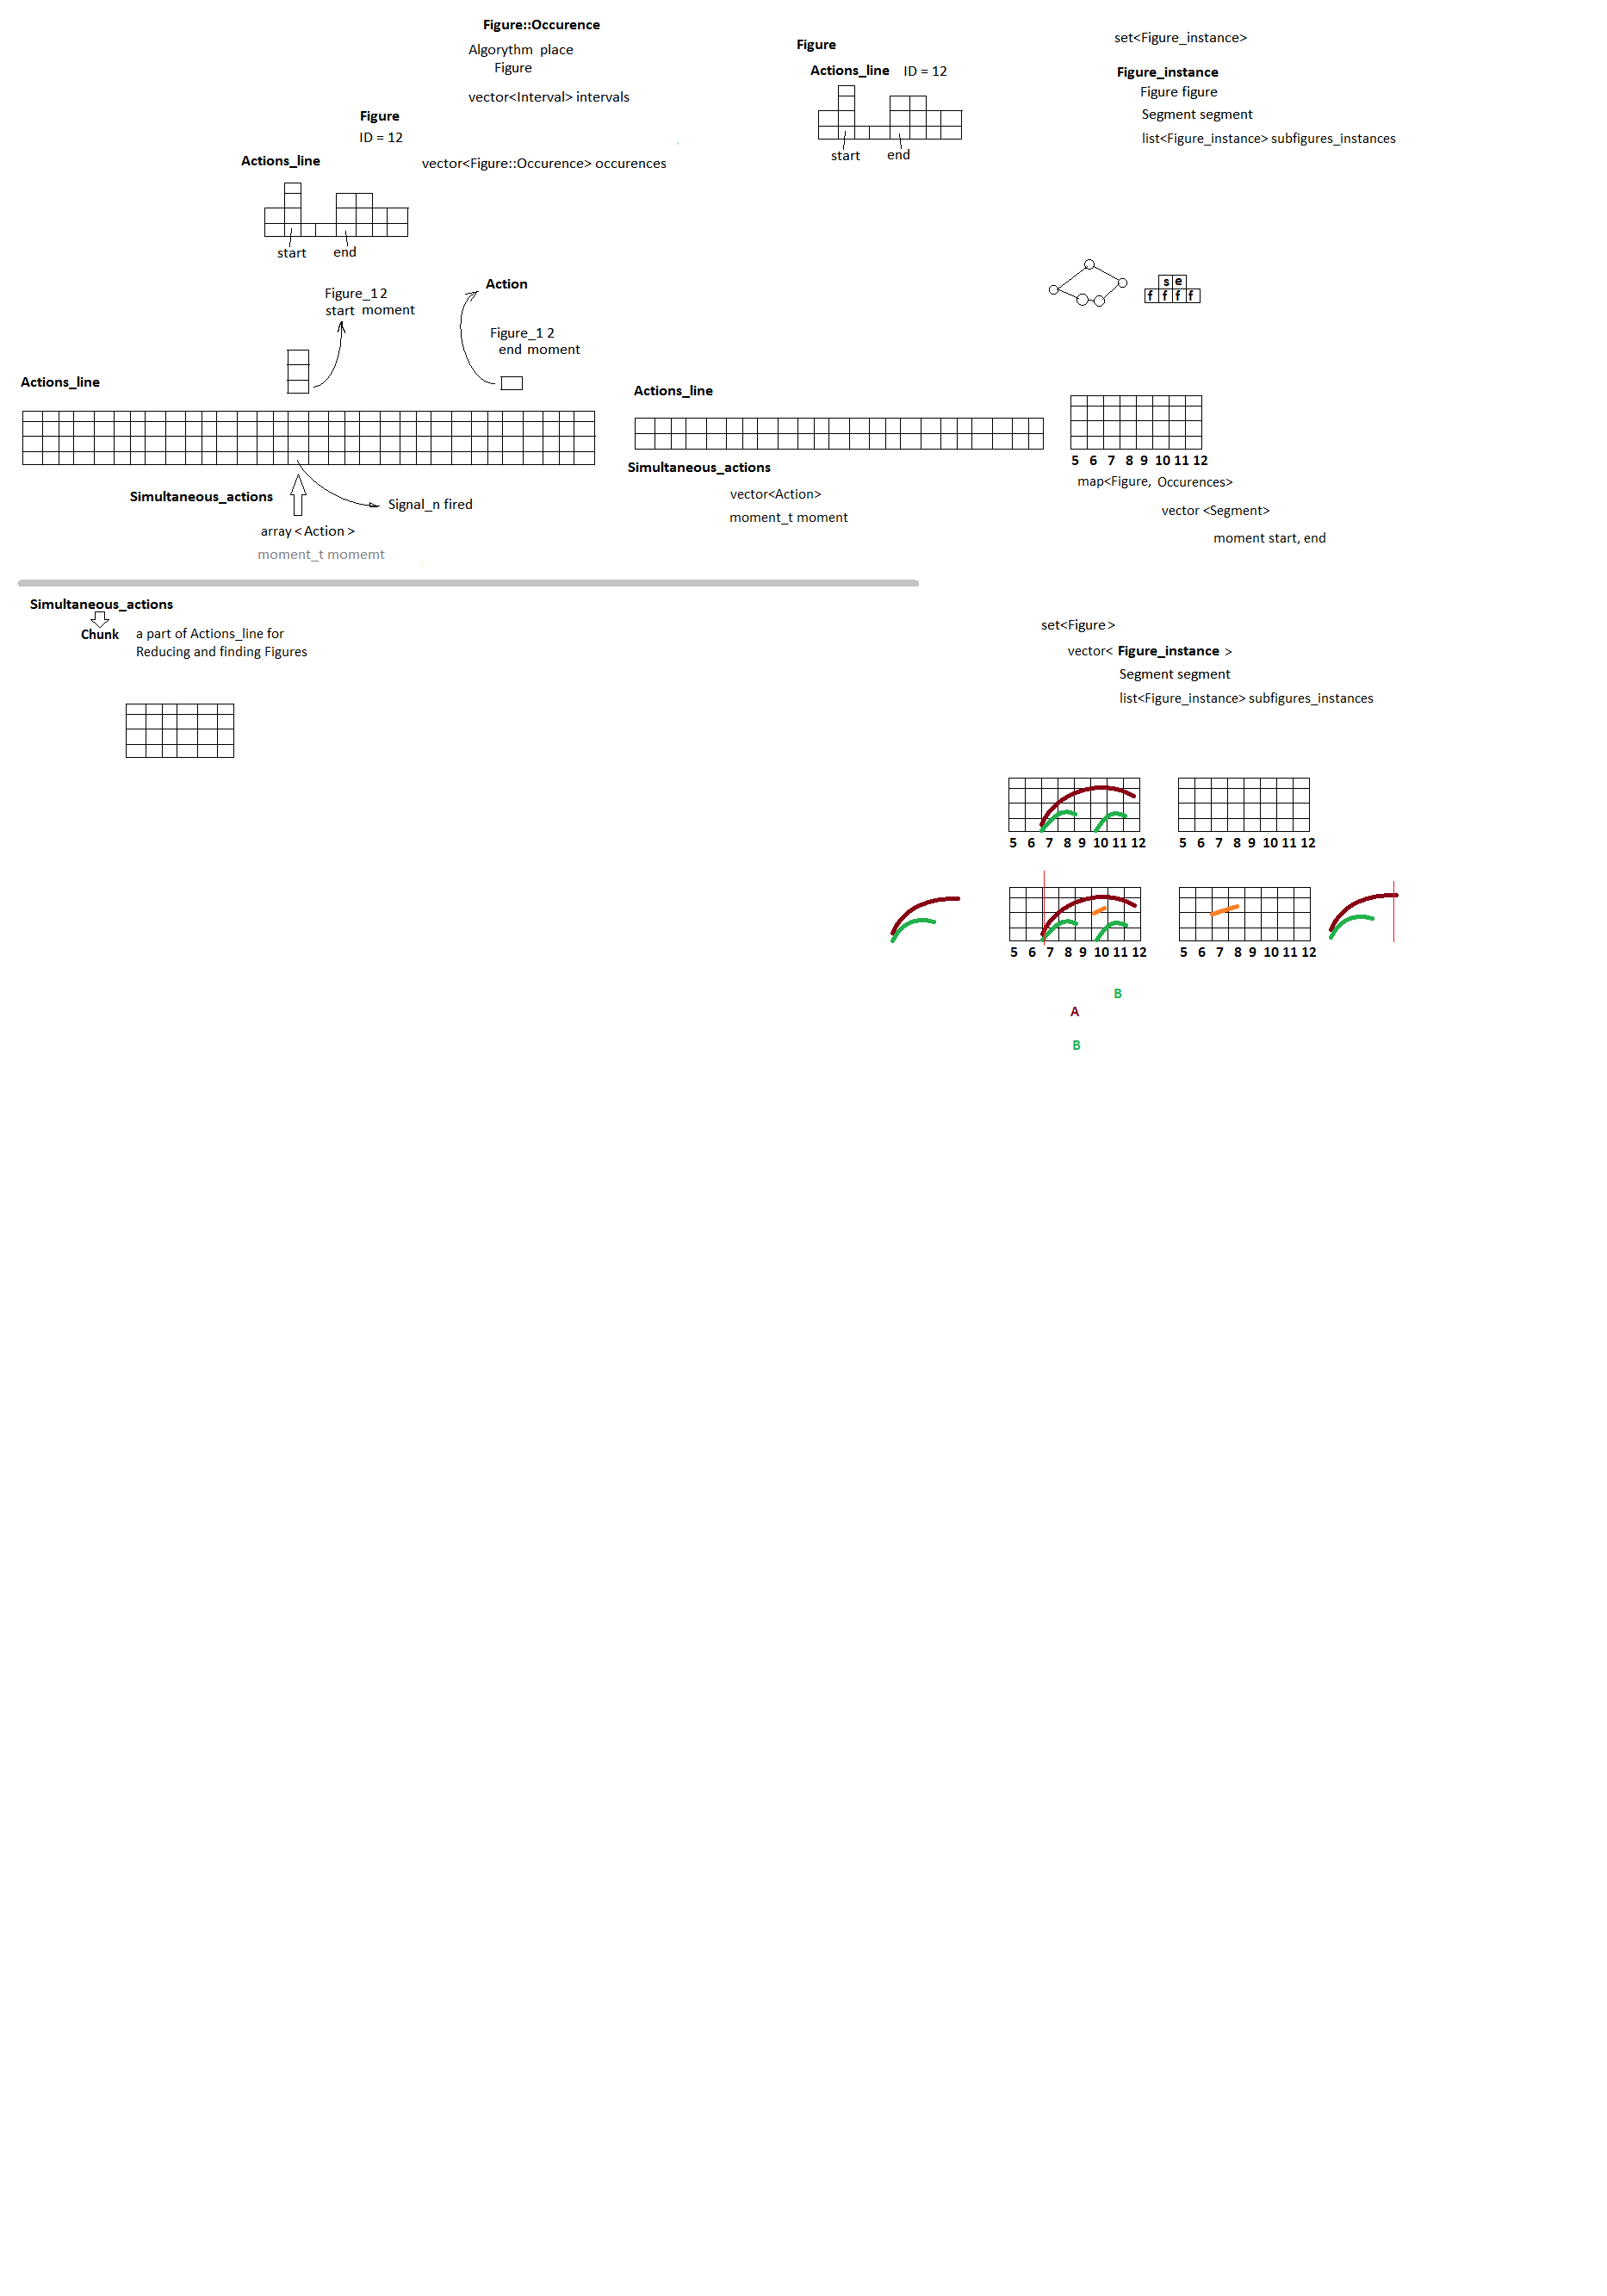 Figure::Occurence
Algorythm place
Figure
vector<Interval> intervals
Figure
ID = 12
Actions_line
vector<Figure::Occurence> occurences
start end
Figure_12
start moment
Action
Figure_1 2
end moment
Actions_line
Simultaneous_actions
Signal_n fired
array < Action >
moment_t momemt
Figure
Actions_line ID = 12
start end
set<Figure_instance>
Figure_instance
Figure figure
Segment segment
list<Figure_instance> subfigures_instances
s e
f f f f
Actions_line
Simultaneous_actions
vector<Action>
moment_t moment
5 6 7 8 9 10 11 12
map<Figure, Occurences>
vector <Segment>
moment start, end
Simultaneous_actions
Chunk a part of Actions_line for
Reducing and finding Figures
set<Figure >
vector< Figure_instance >
Segment segment
list<Figure_instance> subfigures_instances
5 6 7 8 9 10 11 12
5 6 7 8 9 10 11 12
5 6 7 8 9 10 11 12
5 6 7 8 9 10 11 12
B
A
B